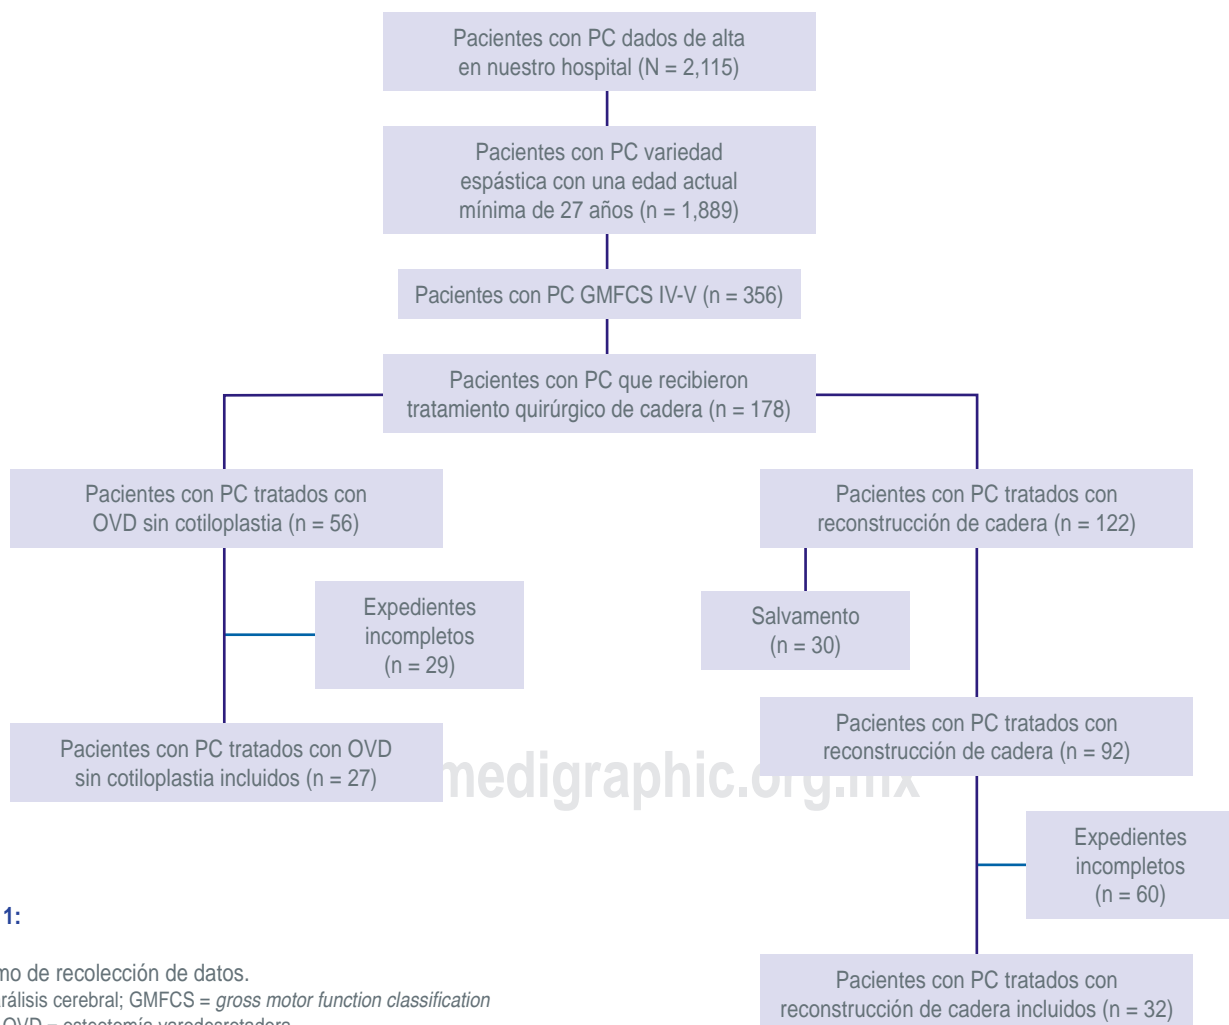 Pacientes con PC dados de alta
en nuestro hospital (N = 2,115)
Pacientes con PC variedad
espástica con una edad actual
mínima de 27 años (n = 1,889)
Pacientes con PC GMFCS IV-V (n = 356)
Pacientes con PC que recibieron
tratamiento quirúrgico de cadera (n = 178)
Pacientes con PC tratados con
OVD sin cotiloplastia (n = 56)
Expedientes
incompletos
(n = 29)
Pacientes con PC tratados con OVD
sin cotiloplastia incluidos (n = 27)
Pacientes con PC tratados con
reconstrucción de cadera (n = 122)
Salvamento
(n = 30)
Pacientes con PC tratados con
reconstrucción de cadera (n = 92)
medigraphic.org.mx
Expedientes
incompletos
(n = 60)
Pacientes con PC tratados con
reconstrucción de cadera incluidos (n = 32)
1:
mo de recolección de datos.
rálisis cerebral; GMFCS = gross motor function classification
OVD = osteotomía varodesrotadora